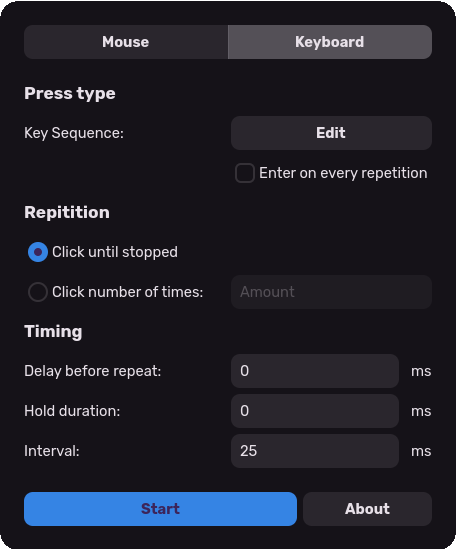 Mouse Keyboard
Press type
Key Sequence: Edit
Enter on every repetition
Repitition
Click until stopped
Click number of times: Amount
Timing
Delay before repeat: 0 ms
Hold duration: 0 ms
Interval: 25 ms
Start About